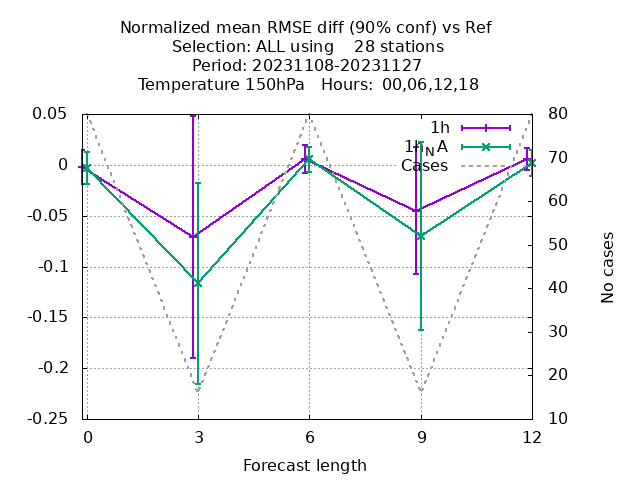 Normalized mean RMSE diff (90% conf) vs Ref
Selection: ALL using    28 stations
Period: 20231108-20231127
Temperature 150hPa   Hours:  00,06,12,18
0.05
0
-0.05
-0.1
-0.15
-0.2
-0.25
1h
1h_NA
Cases
80
70
60
50
40
30
20
10
No cases
0 3 6 9 12
Forecast length